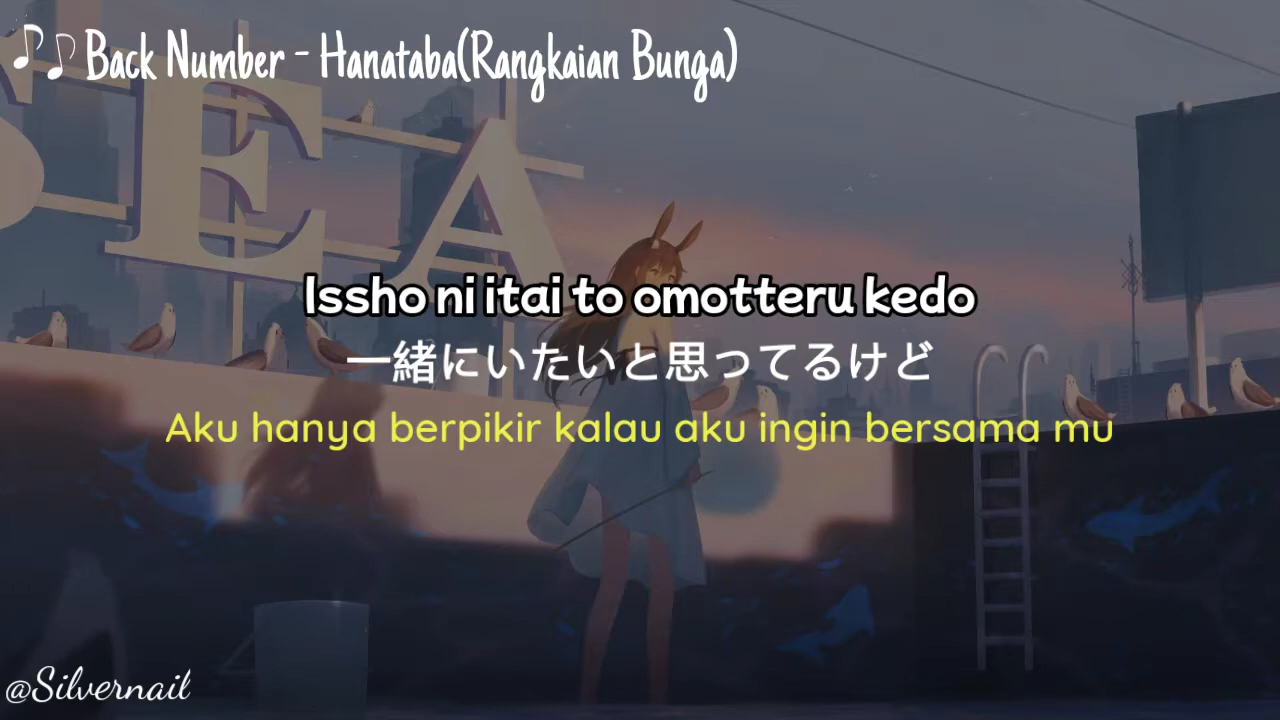 Back Number - Hanataba(Rangkaian Bunga)
SEA
Issho ni itai to omotteru kedo
一緒にいたいと思ってるけど
Aku hanya berpikir kalau aku ingin bersama mu
@Silvernail